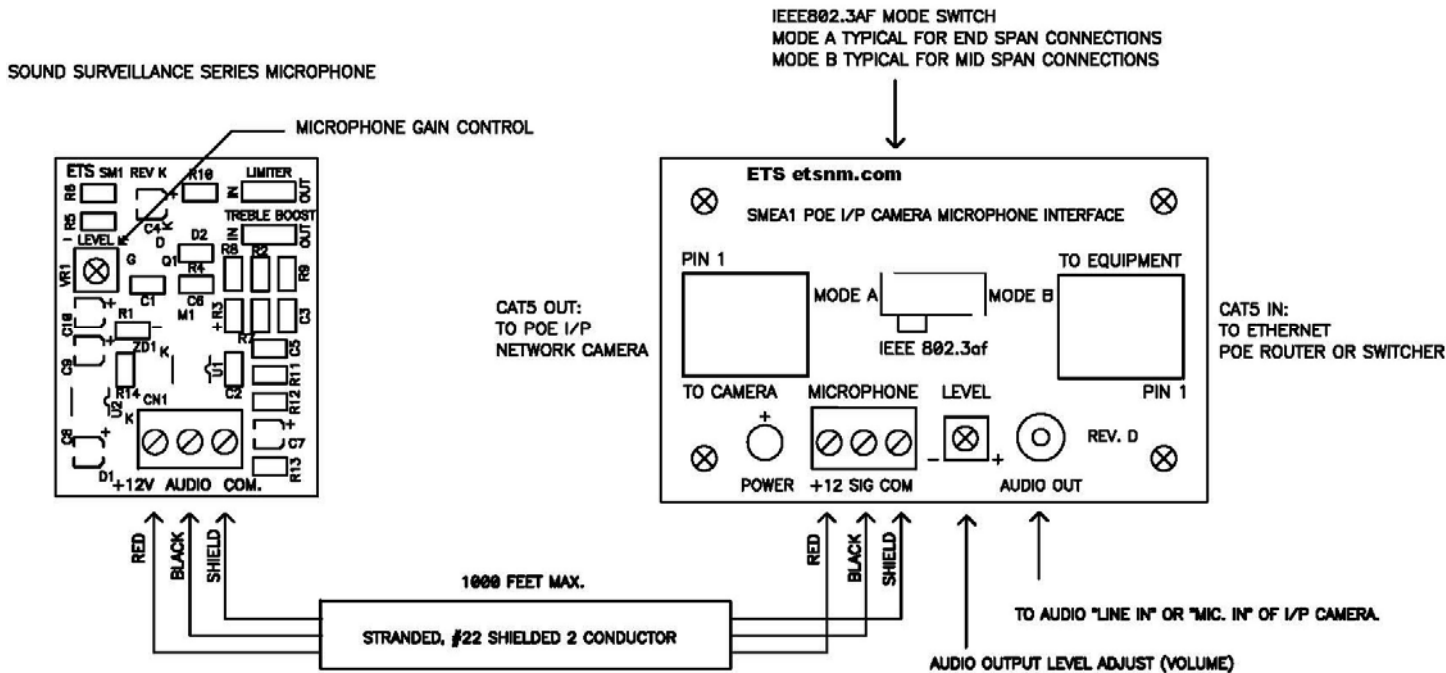 IEEE802.3AF MODE SWITCH
MODE A TYPICAL FOR END SPAN CONNECTIONS
MODE B TYPICAL FOR MID SPAN CONNECTIONS
SOUND SURVEILLANCE SERIES MICROPHONE
MICROPHONE GAIN CONTROL
ETS SM1 REV K
R10
LIMITER
IN
OUT
R6
R5
C4
K
+
TREBLE BOOST
IN
OUT
- LEVEL
D
D2
VR1
G
Q1
R4
R8
R2
R9
C1
C6
M1
C10
+
R1
-
+
R3
C3
C9
+
ZD1
K
R7
C5
U1
R11
R14
C2
R12
U2
K
CN1
C8
+
D1
+
C7
R13
+12V AUDIO COM.
ETS etsnm.com
SMEA1 POE I/P CAMERA MICROPHONE INTERFACE
PIN 1
TO EQUIPMENT
MODE A
MODE B
IEEE 802.3af
CAT5 OUT:
TO POE I/P
NETWORK CAMERA
CAT5 IN:
TO ETHERNET
POE ROUTER OR SWITCHER
TO CAMERA
MICROPHONE
LEVEL
PIN 1
+
- +
REV. D
POWER
+12 SIG COM
AUDIO OUT
RED
BLACK
SHIELD
RED
BLACK
SHIELD
1000 FEET MAX.
STRANDED, #22 SHIELDED 2 CONDUCTOR
TO AUDIO "LINE IN" OR "MIC. IN" OF I/P CAMERA.
AUDIO OUTPUT LEVEL ADJUST (VOLUME)